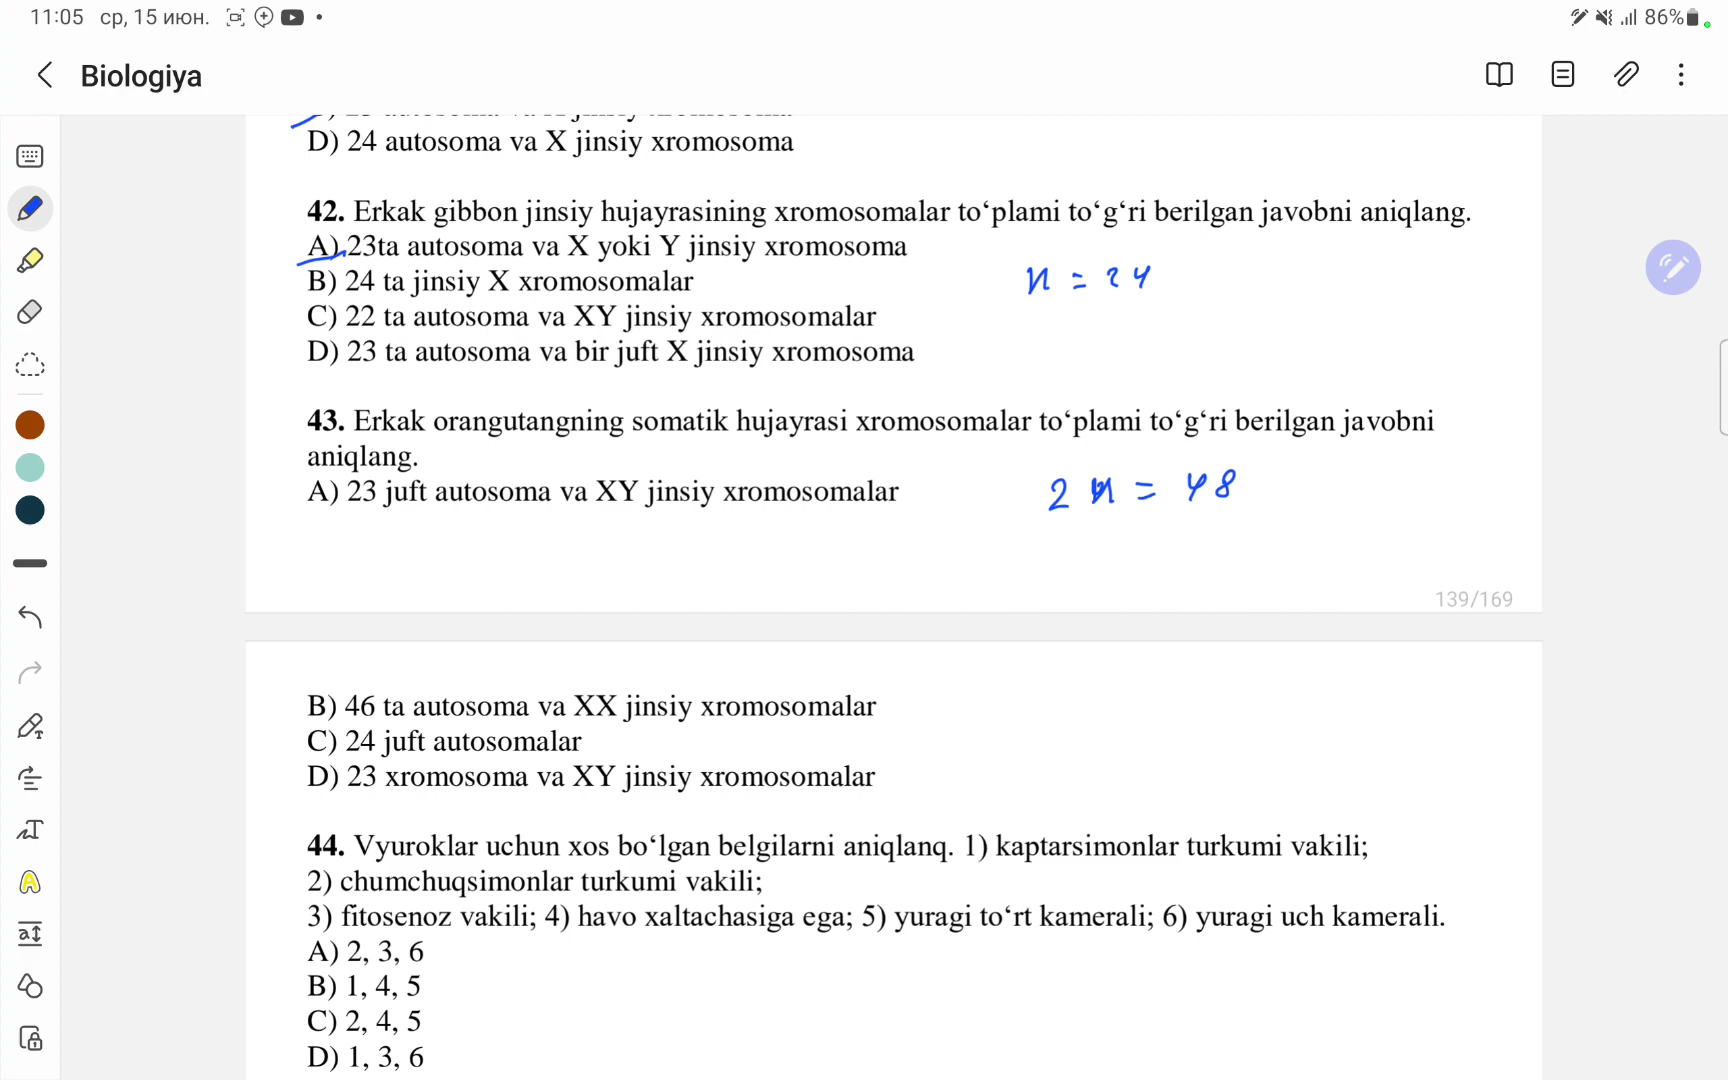 11:05 ср, 15 июн.
86%
Biologiya
D) 24 autosoma va X jinsiy xromosoma
42. Erkak gibbon jinsiy hujayrasining xromosomalar to‘plami to‘g‘ri berilgan javobni aniqlang.
A) 23ta autosoma va X yoki Y jinsiy xromosoma
B) 24 ta jinsiy X xromosomalar
n = 24
C) 22 ta autosoma va XY jinsiy xromosomalar
D) 23 ta autosoma va bir juft X jinsiy xromosoma
43. Erkak orangutangning somatik hujayrasi xromosomalar to‘plami to‘g‘ri berilgan javobni
aniqlang.
A) 23 juft autosoma va XY jinsiy xromosomalar
2n = 48
139/169
B) 46 ta autosoma va XX jinsiy xromosomalar
C) 24 juft autosomalar
D) 23 xromosoma va XY jinsiy xromosomalar
44. Vyuroklar uchun xos bo‘lgan belgilarni aniqlanq. 1) kaptarsimonlar turkumi vakili;
2) chumchuqsimonlar turkumi vakili;
3) fitosenoz vakili; 4) havo xaltachasiga ega; 5) yuragi to‘rt kamerali; 6) yuragi uch kamerali.
A) 2, 3, 6
B) 1, 4, 5
C) 2, 4, 5
D) 1, 3, 6